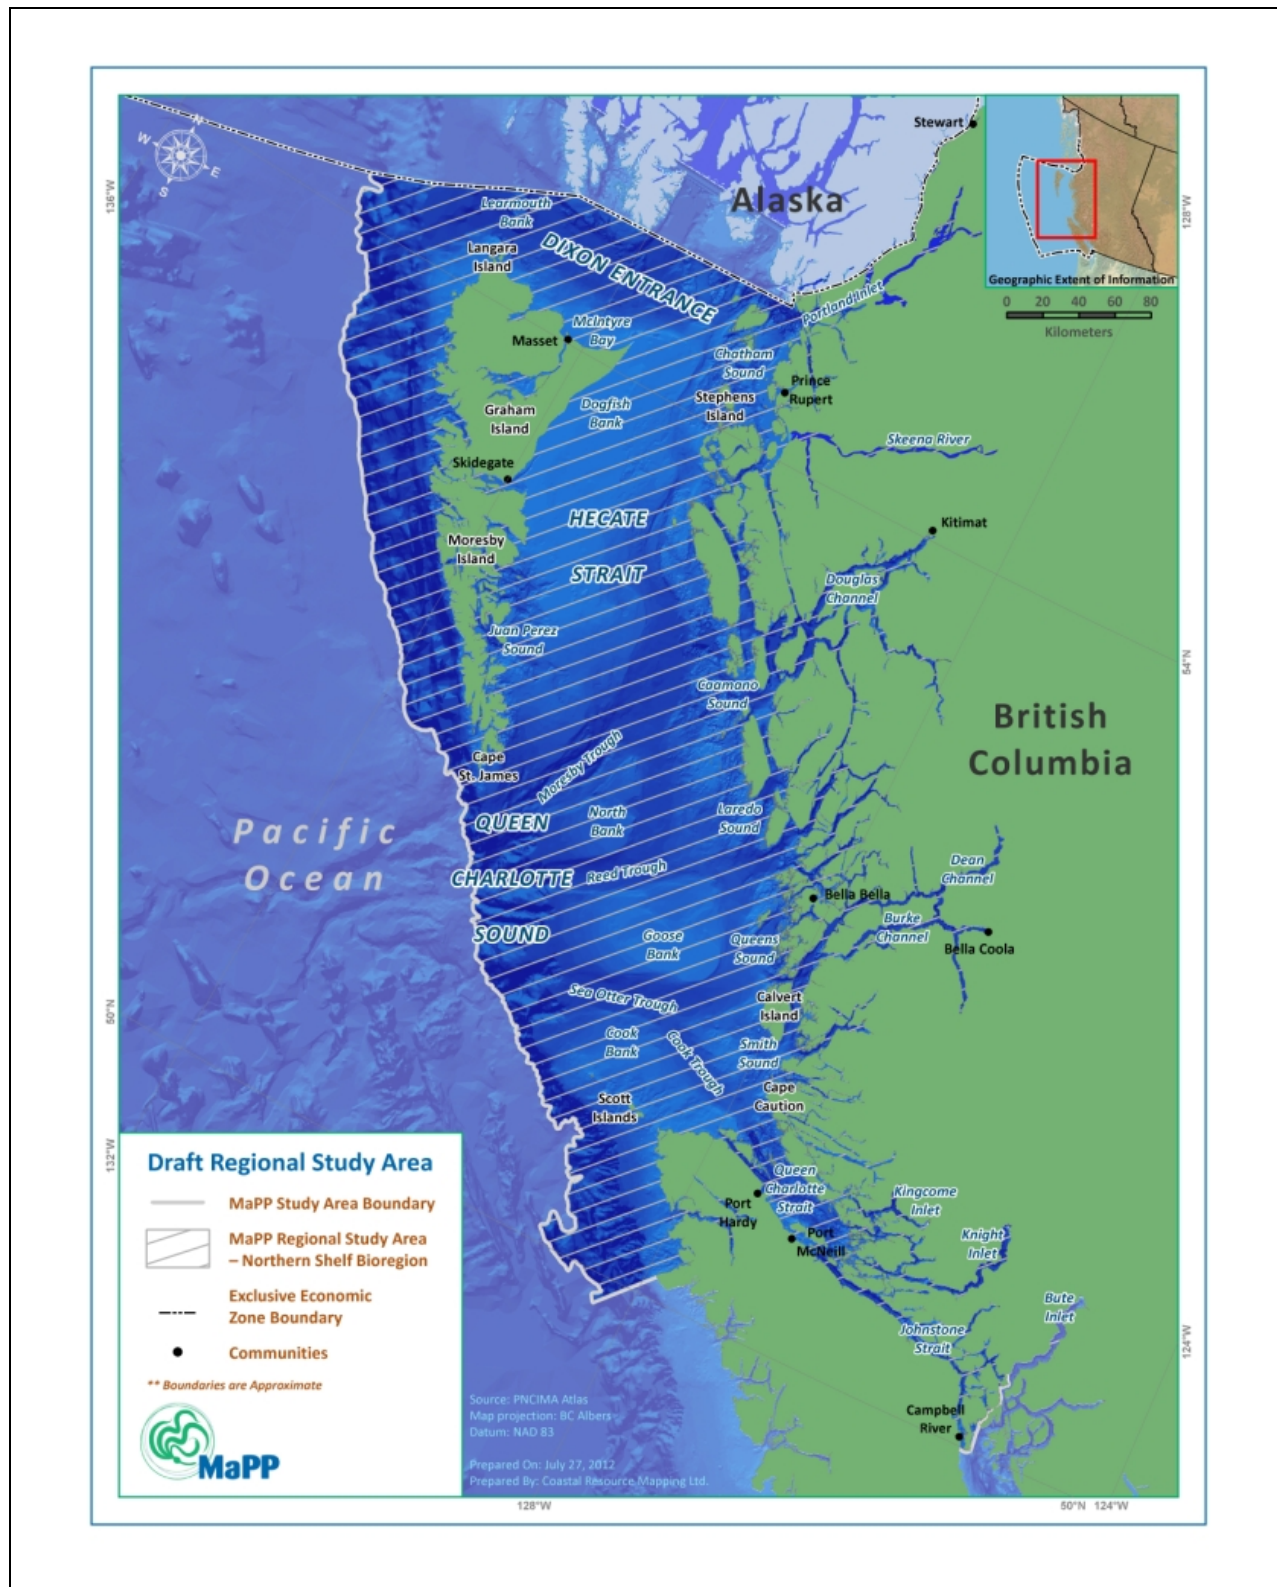 N
W
E
S
Stewart
Alaska
Geographic Extent of Information
0 20 40 60 80
Kilometers
136°W
128°W
Learmouth
Bank
Langara
Island
DIXON ENTRANCE
Portland Inlet
McIntyre
Bay
Masset
Chatham
Sound
Prince
Rupert
Stephens
Island
Graham
Island
Dogfish
Bank
Skeena River
Skidegate
HECATE
STRAIT
Kitimat
Moresby
Island
Douglas
Channel
Juan Perez
Sound
54°N
Caamano
Sound
British
Columbia
Cape
St. James
Moresby Trough
Pacific
Ocean
QUEEN
CHARLOTTE
SOUND
North
Bank
Laredo
Sound
Reed Trough
Dean
Channel
Bella Bella
Burke
Channel
Bella Coola
Goose
Bank
Queens
Sound
Sea Otter Trough
Calvert
Island
50°N
Cook
Bank
Cook Trough
Smith
Sound
Scott
Islands
Cape
Caution
132°W
Queen
Charlotte
Strait
Kingcome
Inlet
Port
Hardy
Port
McNeill
Knight
Inlet
Bute
Inlet
Johnstone
Strait
124°W
Campbell
River
Draft Regional Study Area
MaPP Study Area Boundary
MaPP Regional Study Area
– Northern Shelf Bioregion
Exclusive Economic
Zone Boundary
Communities
** Boundaries are Approximate
MaPP
Source: PNCIMA Atlas
Map projection: BC Albers
Datum: NAD 83
Prepared On: July 27, 2012
Prepared By: Coastal Resource Mapping Ltd.
128°W
50°N 124°W